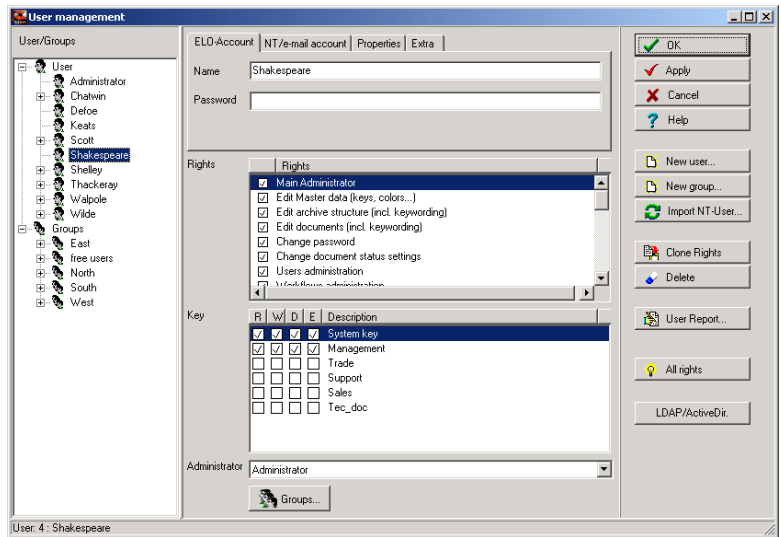 User management
User/Groups
User
Administrator
Chatwin
Defoe
Keats
Scott
Shakespeare
Shelley
Thackeray
Walpole
Wilde
Groups
East
free users
North
South
West
ELO-Account
NT/e-mail account
Properties
Extra
Name
Shakespeare
Password
Rights
Rights
Main Administrator
Edit Master data (keys, colors...)
Edit archive structure (incl. keywording)
Edit documents (incl. keywording)
Change password
Change document status settings
Users administration
Workflows administration
Key
R W D E Description
System key
Management
Trade
Support
Sales
Tec_doc
Administrator
Administrator
Groups...
OK
Apply
Cancel
Help
New user...
New group...
Import NT-User...
Clone Rights
Delete
User Report...
All rights
LDAP/ActiveDir.
User: 4 : Shakespeare